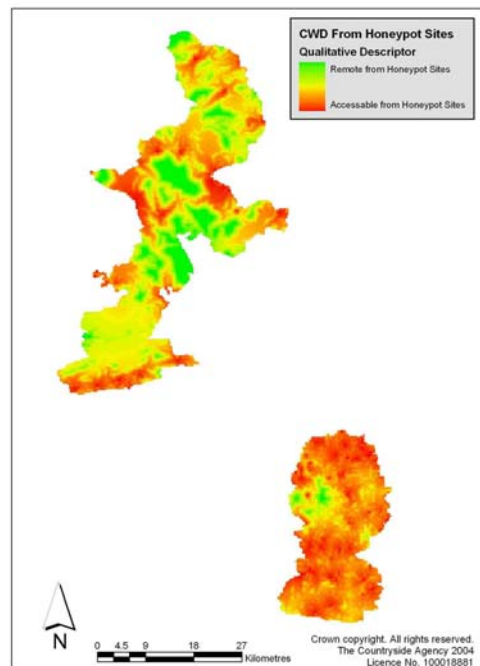 CWD From Honeypot Sites
Qualitative Descriptor
Remote from Honeypot Sites
Accessable from Honeypot Sites
N
0 4.5 9 18 27
Kilometres
Crown copyright. All rights reserved.
The Countryside Agency 2004
Licence No. 100018881